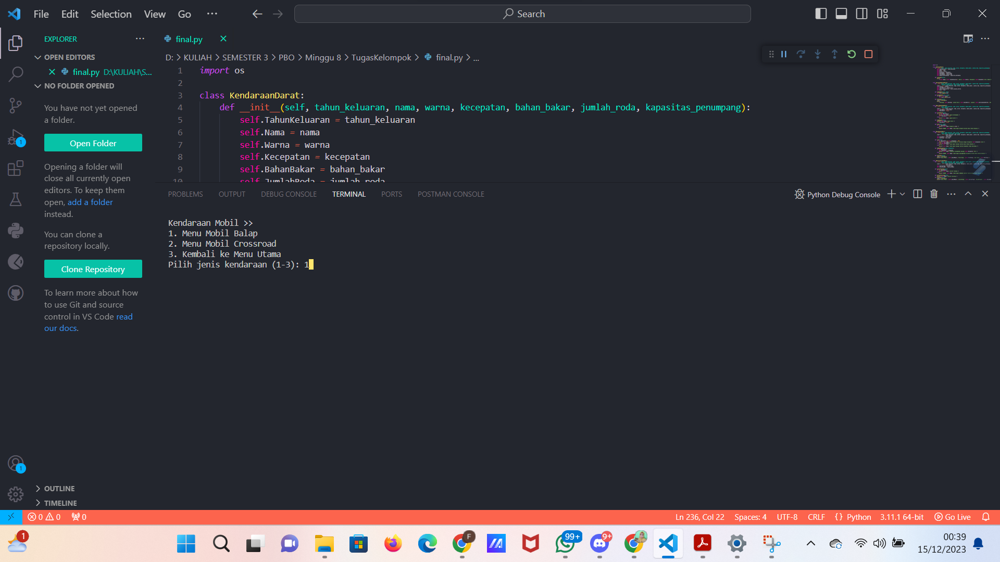 File Edit Selection View Go ···
Search
EXPLORER
OPEN EDITORS
final.py D:\KULIAH\S...
NO FOLDER OPENED
You have not yet opened
a folder.
Open Folder
Opening a folder will
close all currently open
editors. To keep them
open, add a folder
instead.
You can clone a
repository locally.
Clone Repository
To learn more about how
to use Git and source
control in VS Code read
our docs.
OUTLINE
TIMELINE
1
1
final.py
D: > KULIAH > SEMESTER 3 > PBO > Minggu 8 > TugasKelompok > final.py > ...
1 import os
2
3 class KendaraanDarat:
4 def __init__(self, tahun_keluaran, nama, warna, kecepatan, bahan_bakar, jumlah_roda, kapasitas_penumpang):
5 self.TahunKeluaran = tahun_keluaran
6 self.Nama = nama
7 self.Warna = warna
8 self.Kecepatan = kecepatan
9 self.BahanBakar = bahan_bakar
10 self.JumlahRoda = jumlah_roda
PROBLEMS OUTPUT DEBUG CONSOLE TERMINAL PORTS POSTMAN CONSOLE
Python Debug Console
Kendaraan Mobil >>
1. Menu Mobil Balap
2. Menu Mobil Crossroad
3. Kembali ke Menu Utama
Pilih jenis kendaraan (1-3): 1
0 0 0
Ln 236, Col 22 Spaces: 4 UTF-8 CRLF {} Python 3.11.1 64-bit Go Live
1
F
99+
9+
00:39
15/12/2023